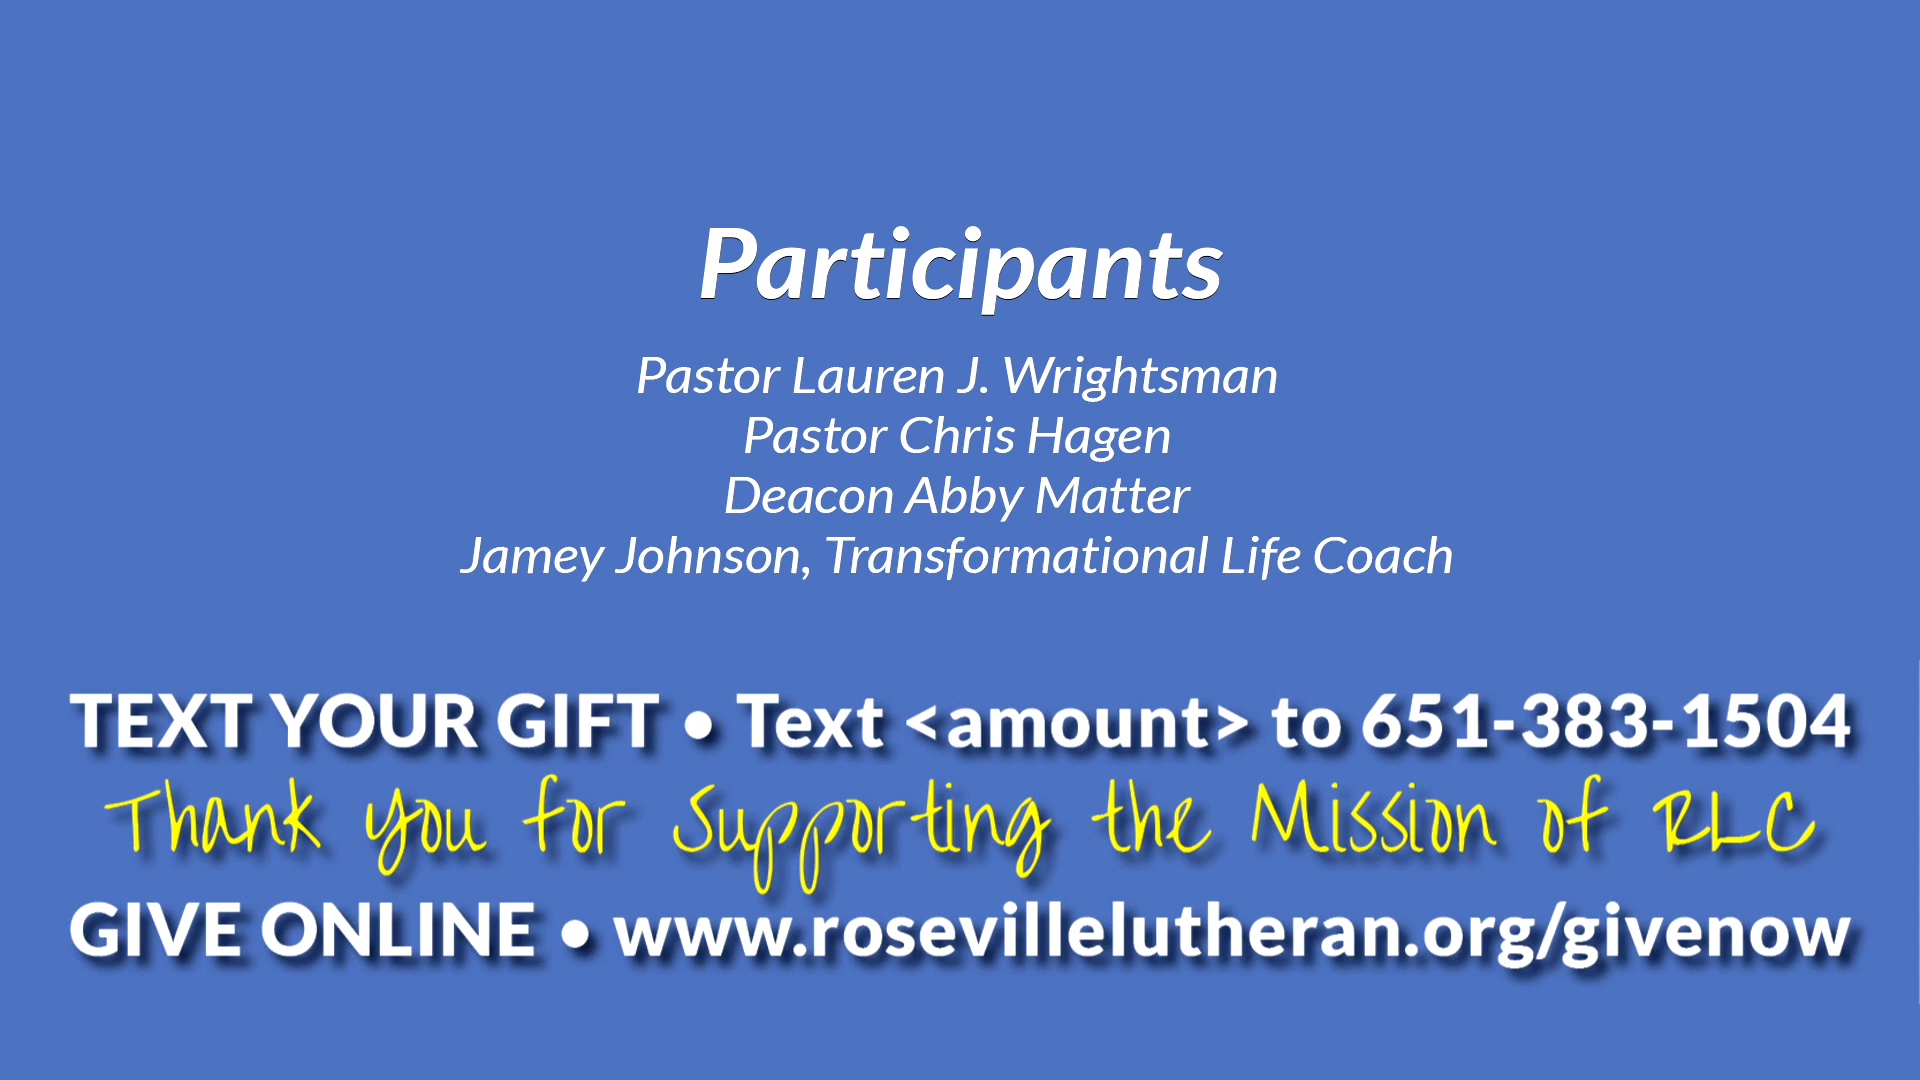 Participants
Pastor Lauren J. Wrightsman
Pastor Chris Hagen
Deacon Abby Matter
Jamey Johnson, Transformational Life Coach
TEXT YOUR GIFT • Text <amount> to 651-383-1504
Thank you for Supporting the Mission of RLC
GIVE ONLINE • www.rosevillelutheran.org/givenow